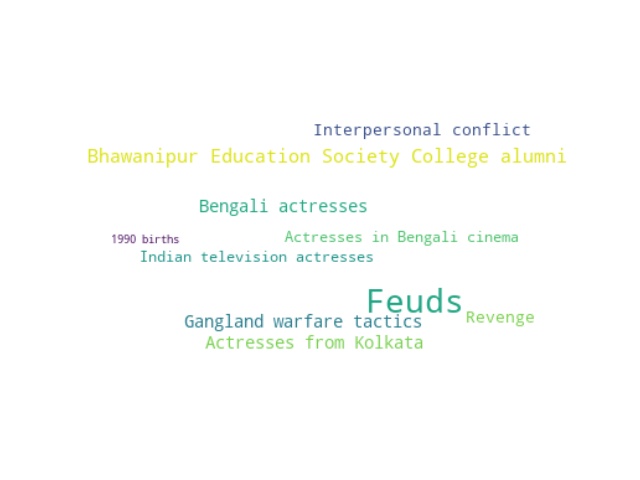 Interpersonal conflict
Bhawanipur Education Society College alumni
Bengali actresses
1990 births
Actresses in Bengali cinema
Indian television actresses
Feuds
Revenge
Gangland warfare tactics
Actresses from Kolkata